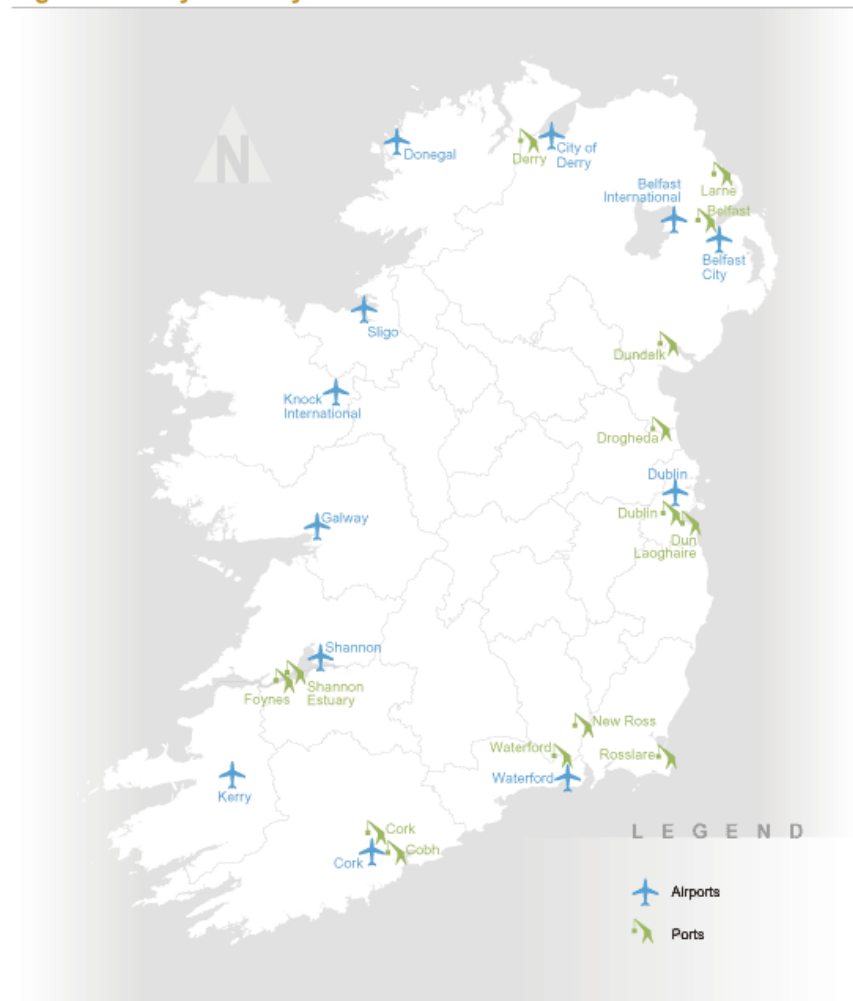 N
Donegal
Derry
City of
Derry
Larne
Belfast
International
Belfast
Belfast
City
Sligo
Dundalk
Knock
International
Drogheda
Dublin
Galway
Dublin
Dun
Laoghaire
Shannon
Shannon
Estuary
Foynes
New Ross
Waterford
Rosslare
Waterford
Kerry
Cork
Cobh
Cork
LEGEND
Airports
Ports